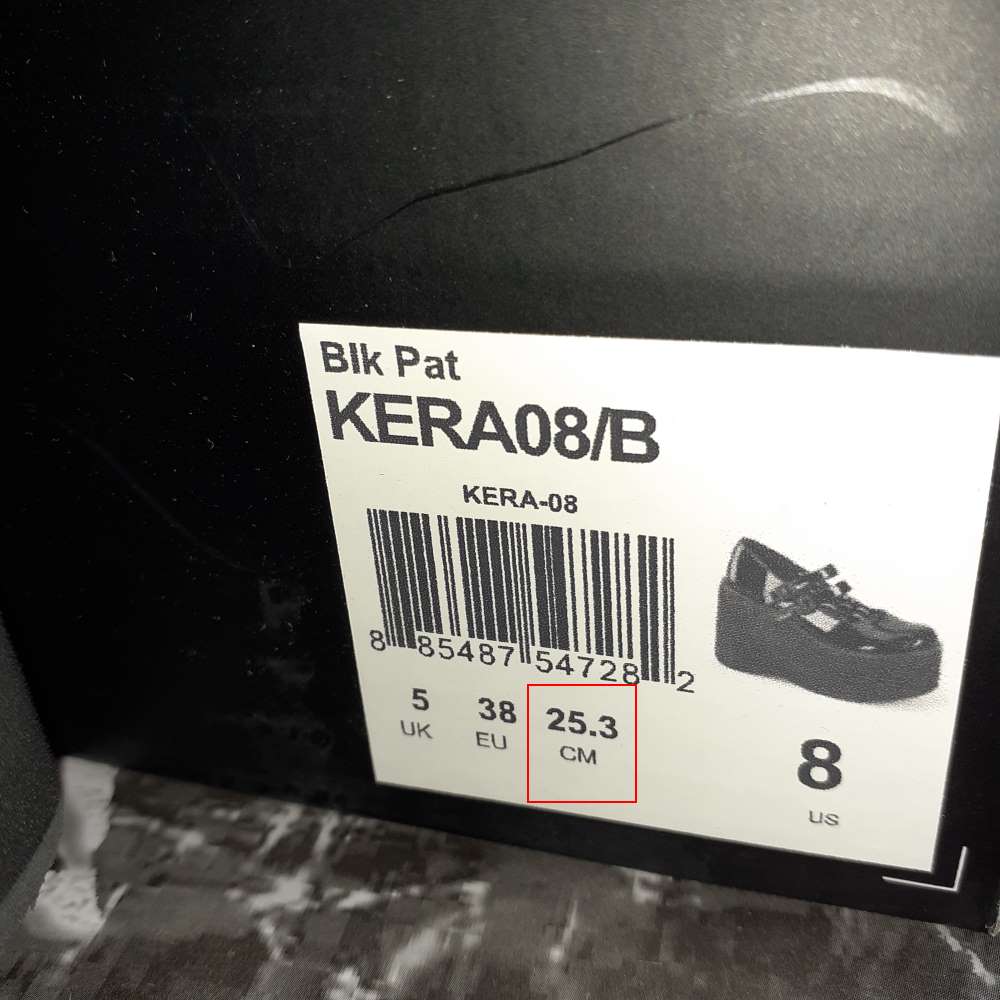 Blk Pat
KERA08/B
KERA-08
8 85487 54728 2
5 38 25.3 8
UK EU CM US